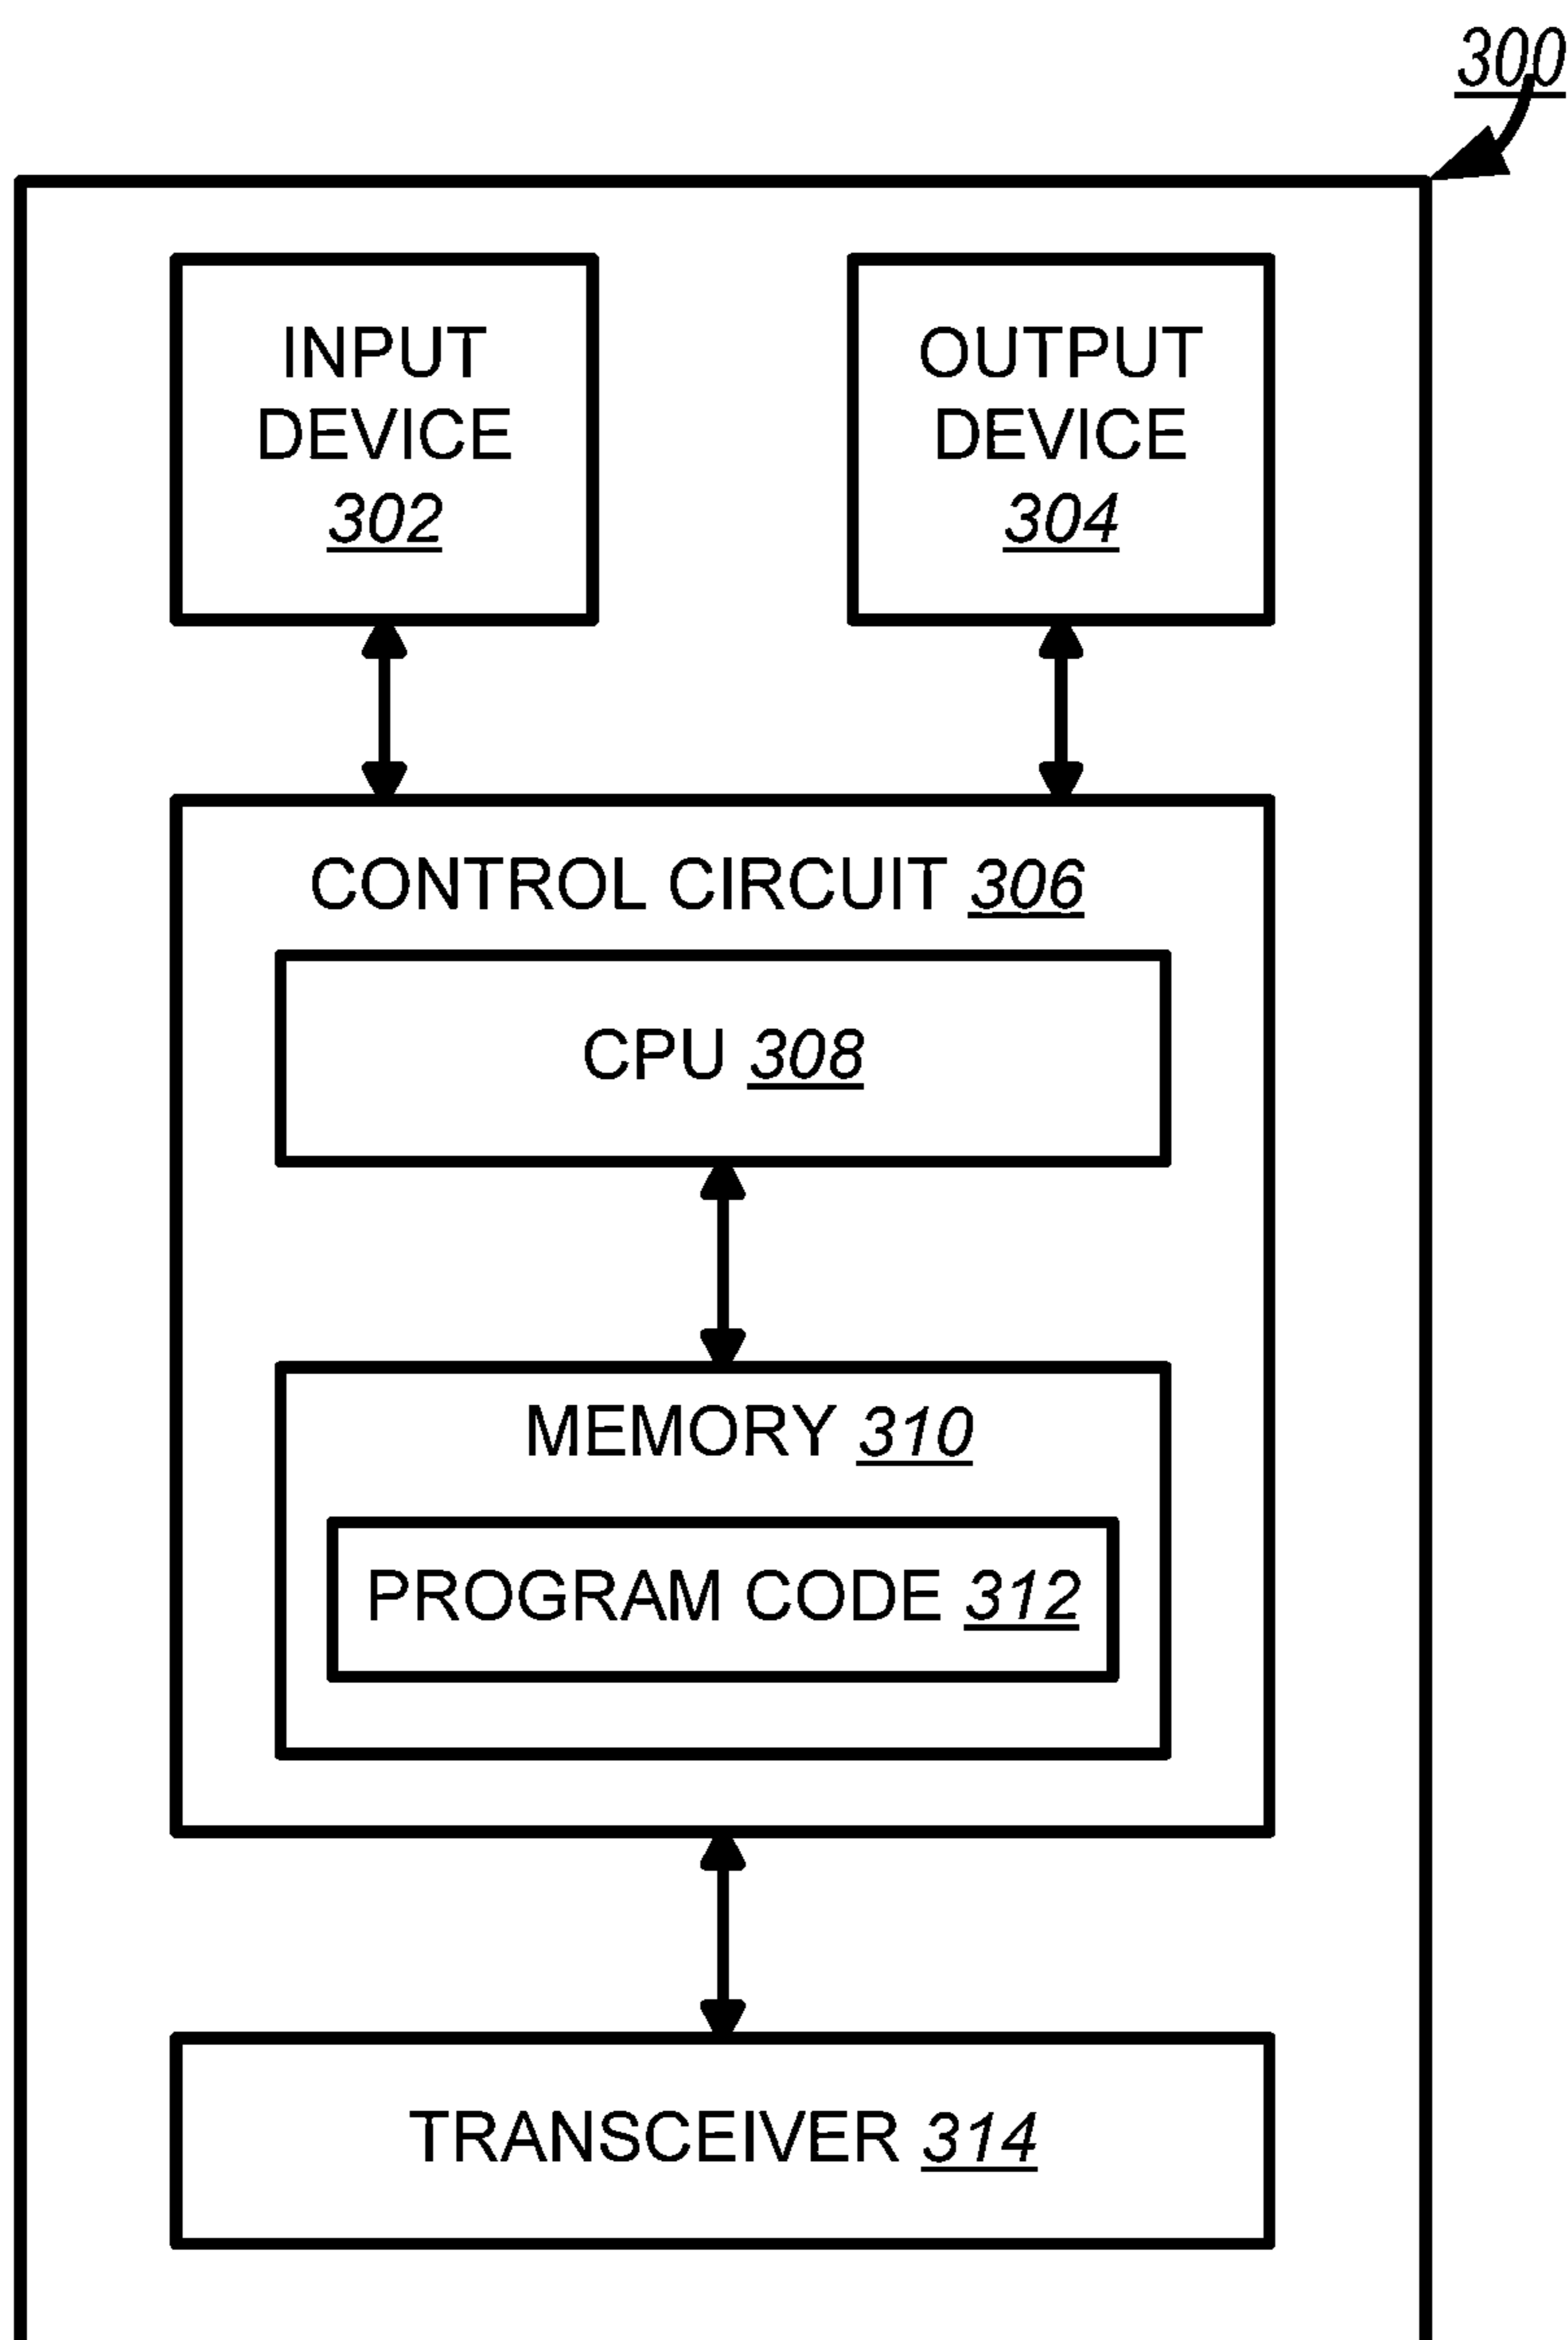 300
INPUT
DEVICE
302
OUTPUT
DEVICE
304
CONTROL CIRCUIT 306
CPU 308
MEMORY 310
PROGRAM CODE 312
TRANSCEIVER 314